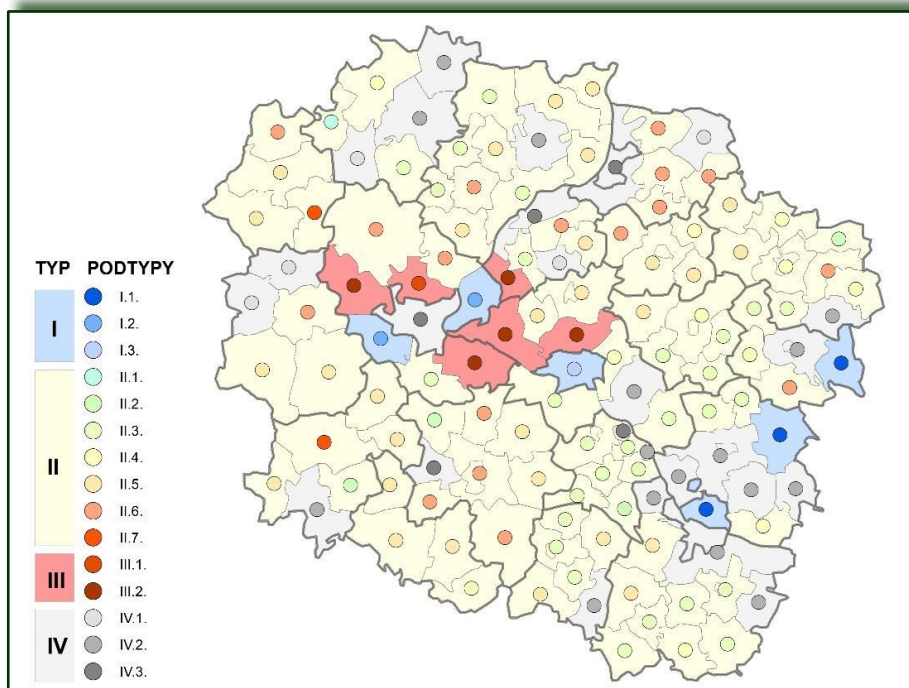 TYP PODTYPY
I
I.1.
I.2.
I.3.
II
II.1.
II.2.
II.3.
II.4.
II.5.
II.6.
II.7.
III
III.1.
III.2.
IV
IV.1.
IV.2.
IV.3.